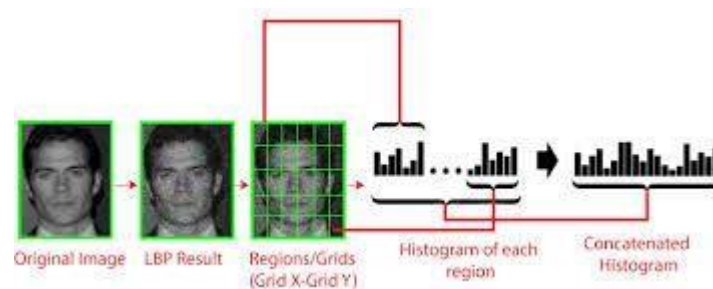 Original Image
LBP Result
Regions/Grids
(Grid X-Grid Y)
Histogram of each
region
Concatenated
Histogram